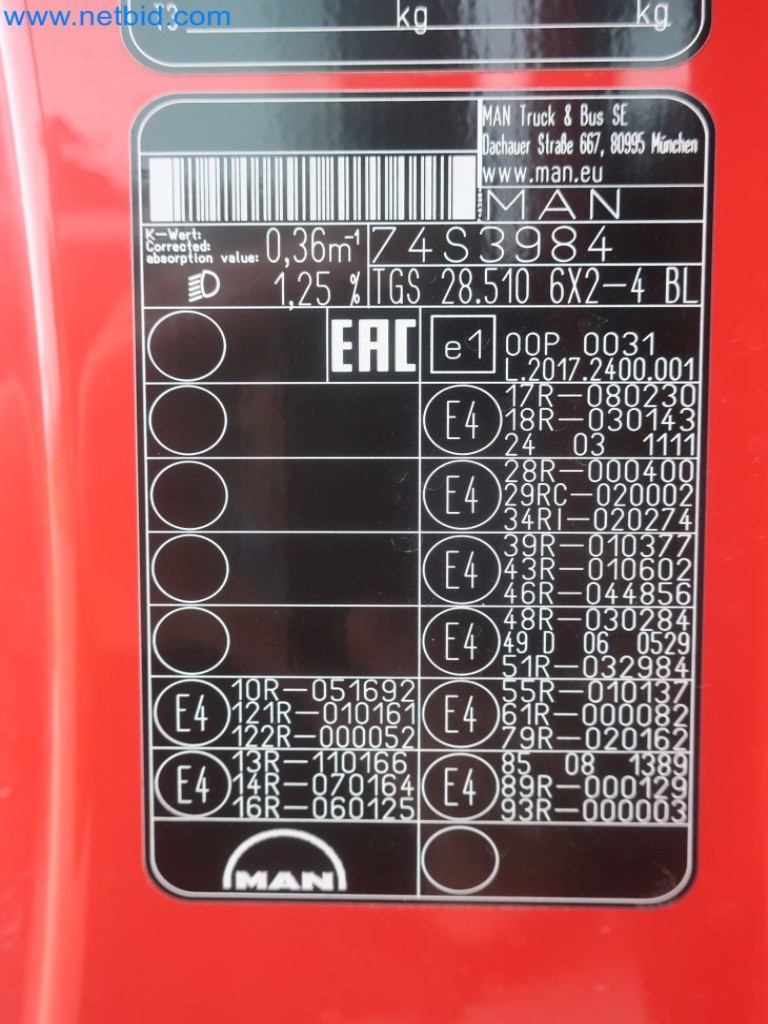 www.netbid.com
13 kg kg
MAN Truck & Bus SE
Dachauer Straße 667, 80995 München
www.man.eu
MAN
K-Wert:
Corrected
absorption value: 0,36m⁻¹
74S3984
1,25 %
TGS 28.510 6X2-4 BL
EAC
e1
00P 0031
L.2017.2400.001
E4
17R-080230
18R-030143
24 03 1111
E4
28R-000400
29RC-020002
34RI-020274
E4
39R-010377
43R-010602
46R-044856
E4
48R-030284
49 D 06 0529
51R-032984
E4
10R-051692
121R-010161
122R-000052
E4
55R-010137
61R-000082
79R-020162
E4
13R-110166
14R-070164
16R-060125
E4
85 08 1389
89R-000129
93R-000003
MAN